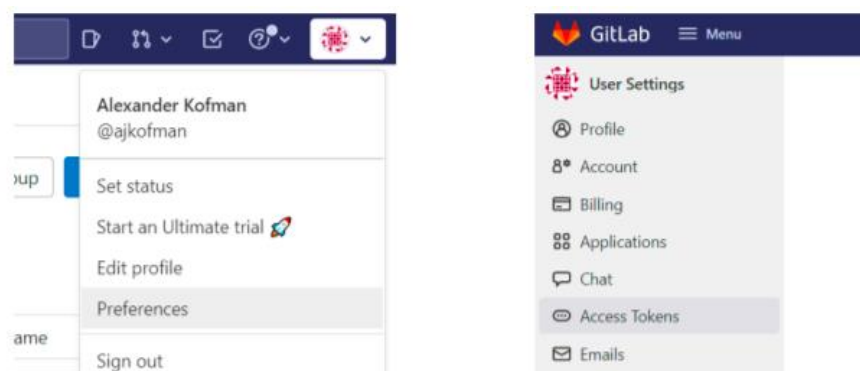 Alexander Kofman
@ajkofman
oup
Set status
Start an Ultimate trial 🚀
Edit profile
Preferences
ame
Sign out
GitLab Menu
User Settings
Profile
Account
Billing
Applications
Chat
Access Tokens
Emails